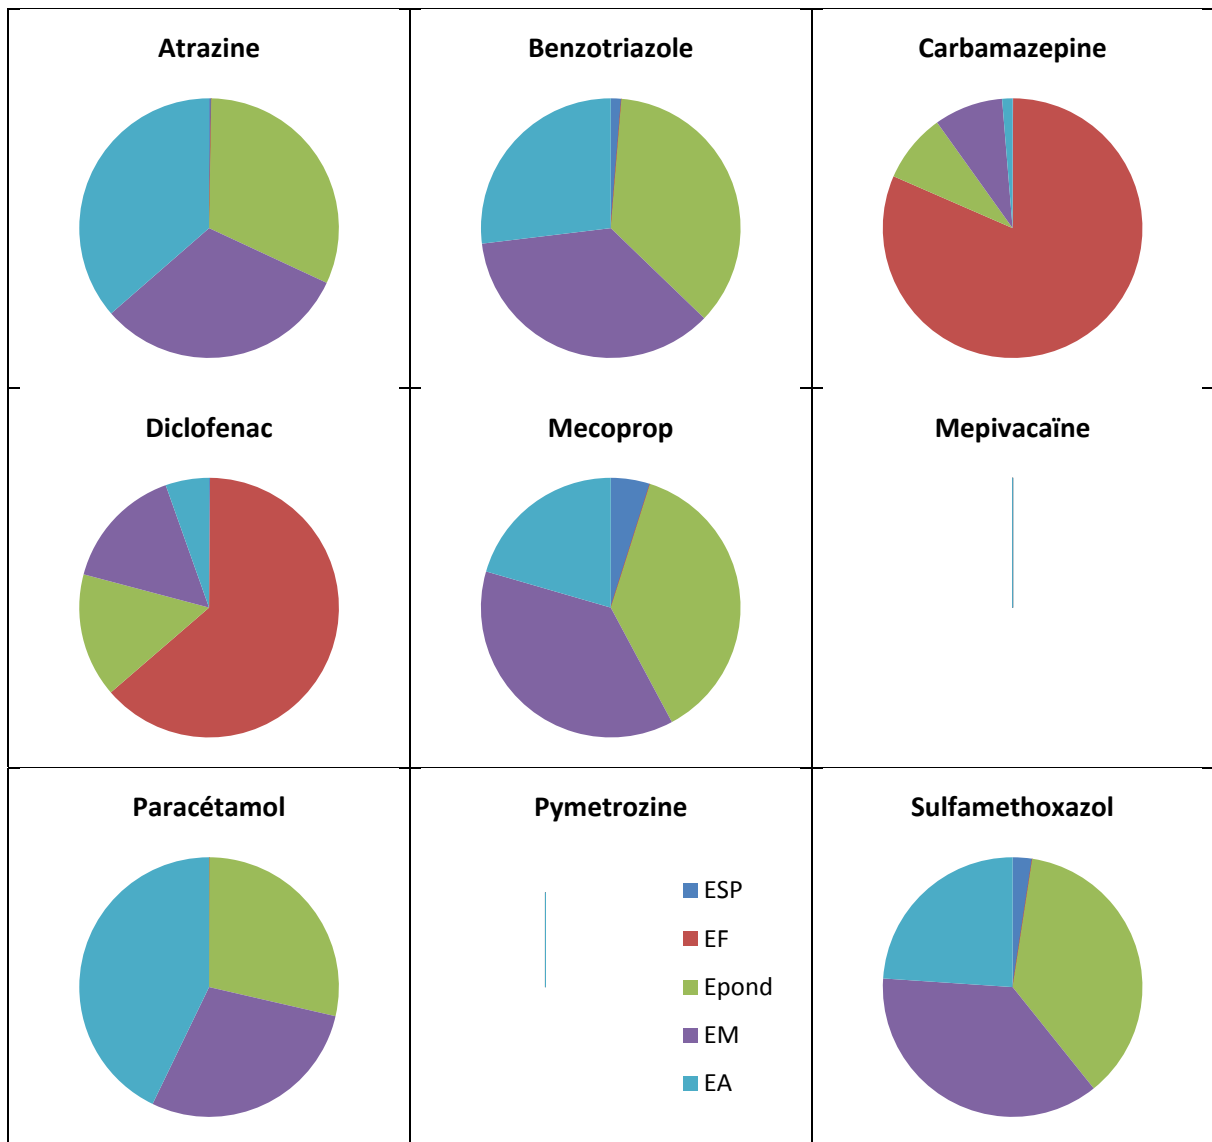 Atrazine
Benzotriazole
Carbamazepine
Diclofenac
Mecoprop
Mepivacaïne
Paracétamol
Pymetrozine
ESP
EF
Epond
EM
EA
Sulfamethoxazol